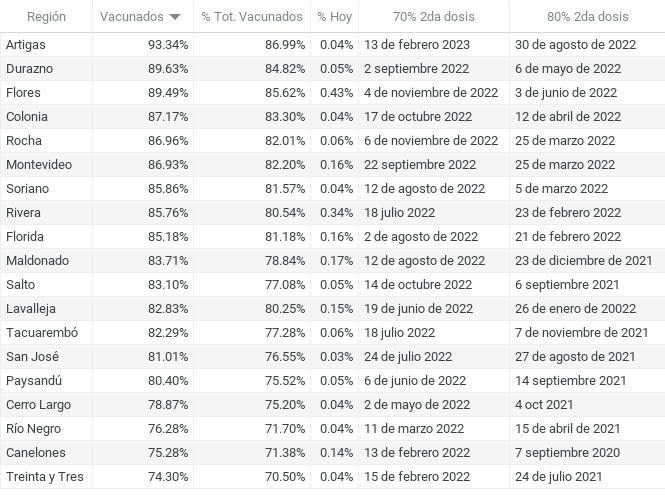 Región Vacunados % Tot. Vacunados % Hoy 70% 2da dosis 80% 2da dosis
Artigas 93.34% 86.99% 0.04% 13 de febrero 2023 30 de agosto de 2022
Durazno 89.63% 84.82% 0.05% 2 septiembre 2022 6 de mayo de 2022
Flores 89.49% 85.62% 0.43% 4 de noviembre de 2022 3 de junio de 2022
Colonia 87.17% 83.30% 0.04% 17 de octubre de 2022 12 de abril de 2022
Rocha 86.96% 82.01% 0.06% 6 de noviembre de 2022 25 de marzo de 2022
Montevideo 86.93% 82.20% 0.16% 22 septiembre 2022 25 de marzo de 2022
Soriano 85.86% 81.57% 0.04% 12 de agosto de 2022 5 de marzo de 2022
Rivera 85.76% 80.54% 0.34% 18 julio 2022 23 de febrero de 2022
Florida 85.18% 81.18% 0.16% 2 de agosto de 2022 21 de febrero de 2022
Maldonado 83.71% 78.84% 0.17% 12 de agosto de 2022 23 de diciembre de 2021
Salto 83.10% 77.08% 0.05% 14 de octubre de 2022 6 septiembre 2021
Lavalleja 82.83% 80.25% 0.15% 19 de junio de 2022 26 de enero de 20022
Tacuarembó 82.29% 77.28% 0.06% 18 julio 2022 7 de noviembre de 2021
San José 81.01% 76.55% 0.03% 24 de julio de 2022 27 de agosto de 2021
Paysandú 80.40% 75.52% 0.05% 6 de junio de 2022 14 septiembre 2021
Cerro Largo 78.87% 75.20% 0.04% 2 de mayo de 2022 4 oct 2021
Río Negro 76.28% 71.70% 0.04% 11 de marzo de 2022 15 de abril de 2021
Canelones 75.28% 71.38% 0.14% 13 de febrero de 2022 7 septiembre 2020
Treinta y Tres 74.30% 70.50% 0.04% 15 de febrero de 2022 24 de julio de 2021